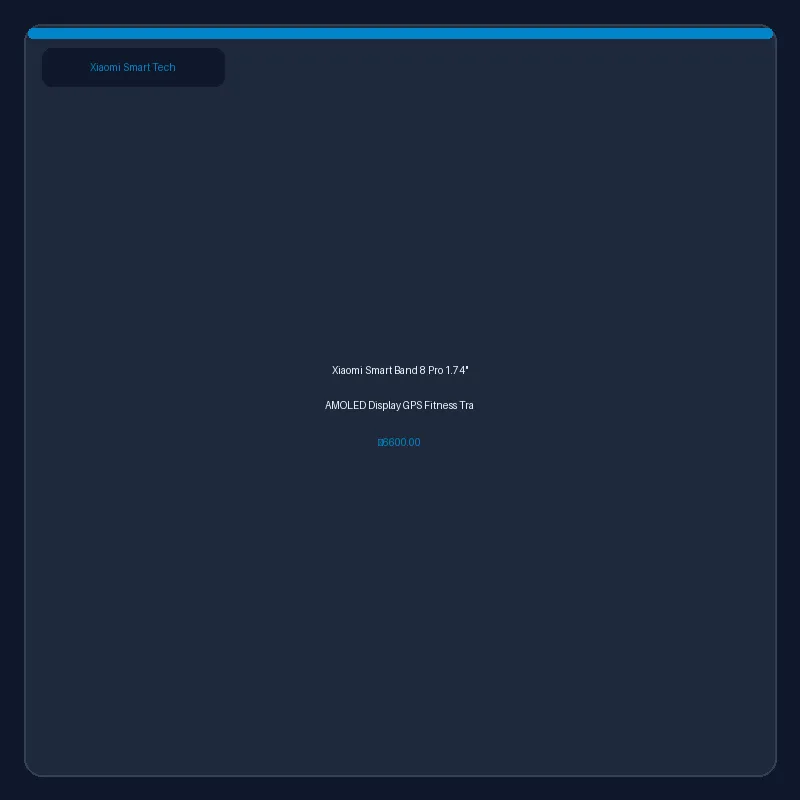 Xiaomi Smart Tech
Xiaomi Smart Band 8 Pro 1.74"
AMOLED Display GPS Fitness Tra
6600.00